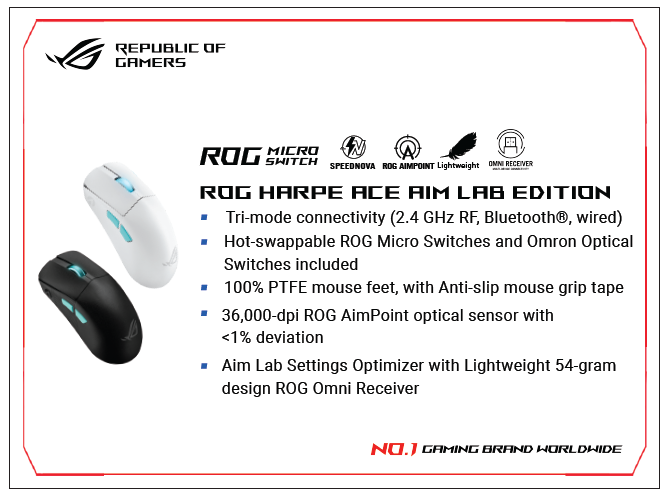 REPUBLIC OF
GAMERS
ROG MICRO
SWITCH
SPEEDNOVA
ROG AIMPOINT
Lightweight
OMNI RECEIVER
ROG HARPE ACE AIM LAB EDITION
Tri-mode connectivity (2.4 GHz RF, Bluetooth®, wired)
Hot-swappable ROG Micro Switches and Omron Optical
Switches included
100% PTFE mouse feet, with Anti-slip mouse grip tape
36,000-dpi ROG AimPoint optical sensor with
<1% deviation
Aim Lab Settings Optimizer with Lightweight 54-gram
design ROG Omni Receiver
NO.1 GAMING BRAND WORLDWIDE